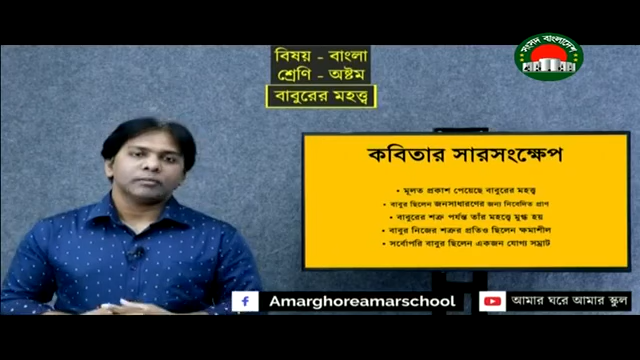 বিষয় - বাংলা
শ্রেণি - অষ্টম
বাবুরের মহত্ত্ব
সংসদ বাংলাদেশ
কবিতার সারসংক্ষেপ
• মূলত প্রকাশ পেয়েছে বাবুরের মহত্ত্ব
• বাবুর ছিলেন জনসাধারণের জন্য নিবেদিত প্রাণ
• বাবুরের শত্রু পর্যন্ত তাঁর মহত্ত্বে মুগ্ধ হয়
• বাবুর নিজের শত্রুর প্রতিও ছিলেন ক্ষমাশীল
• সর্বোপরি বাবুর ছিলেন একজন যোগ্য সম্রাট
Amarghoreamarschool
আমার ঘরে আমার স্কুল